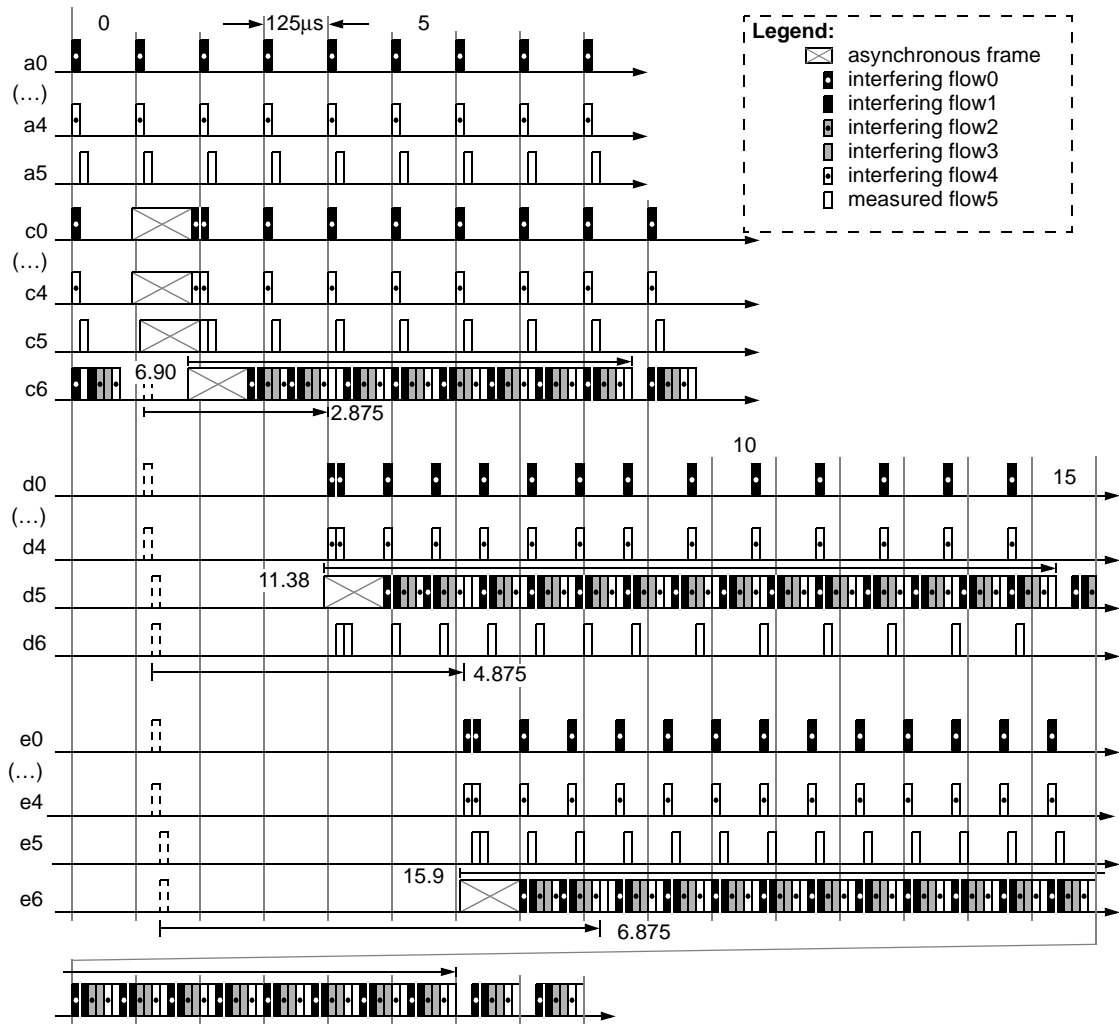 0 125μs 5
Legend:
asynchronous frame
interfering flow0
interfering flow1
interfering flow2
interfering flow3
interfering flow4
measured flow5
a0
(...)
a4
a5
c0
(...)
c4
c5
6.90
c6
2.875
10
d0
15
(...)
d4
11.38
d5
d6
4.875
e0
(...)
e4
e5
15.9
e6
6.875